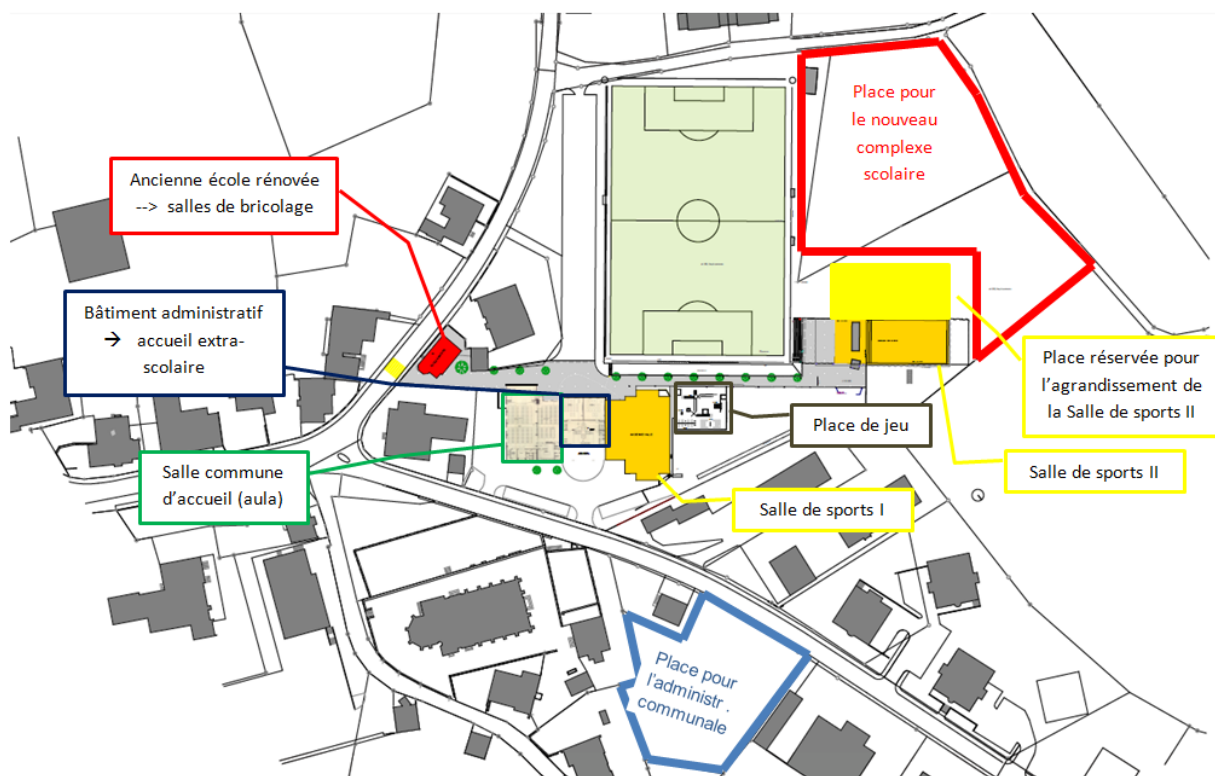 Place pour
le nouveau
complexe
scolaire
Ancienne école rénovée
--> salles de bricolage
Bâtiment administratif
→ accueil extra-
scolaire
Place réservée pour
l'agrandissement de
la Salle de sports II
Place de jeu
Salle commune
d'accueil (aula)
Salle de sports II
Salle de sports I
Place pour
l'administr .
communale